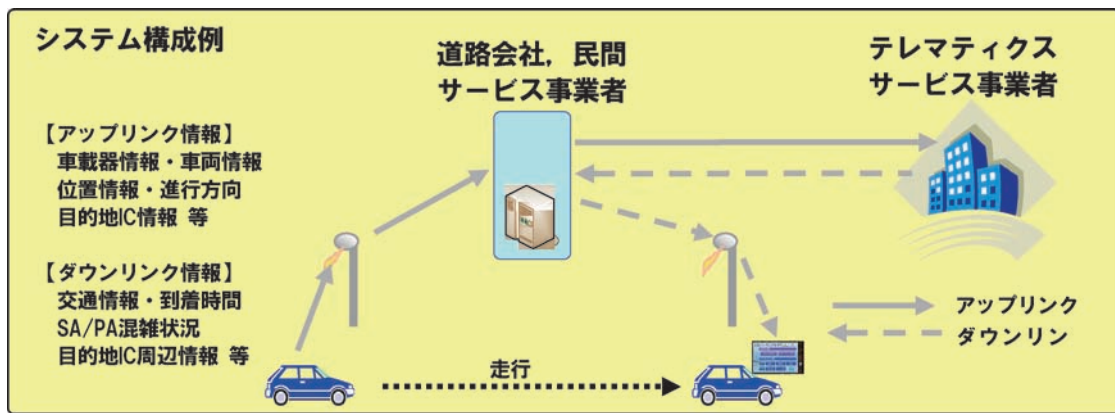 システム構成例
道路会社，民間
サービス事業者
テレマティクス
サービス事業者
【アップリンク情報】
車載器情報・車両情報
位置情報・進行方向
目的地IC情報 等
【ダウンリンク情報】
交通情報・到着時間
SA/PA混雑状況
目的地IC周辺情報 等
走行
アップリンク
ダウンリン